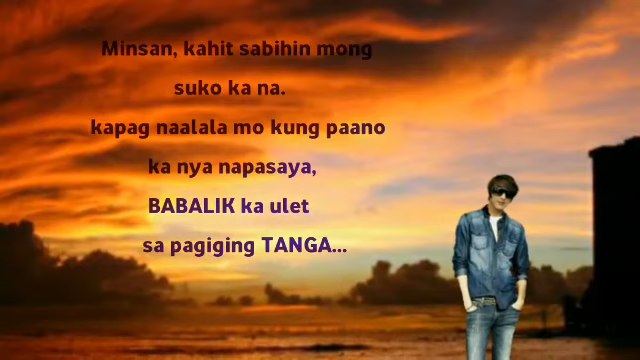 Minsan, kahit sabihin mong
suko ka na.
kapag naalala mo kung paano
ka nya napasaya,
BABALIK ka ulet
sa pagiging TANGA...